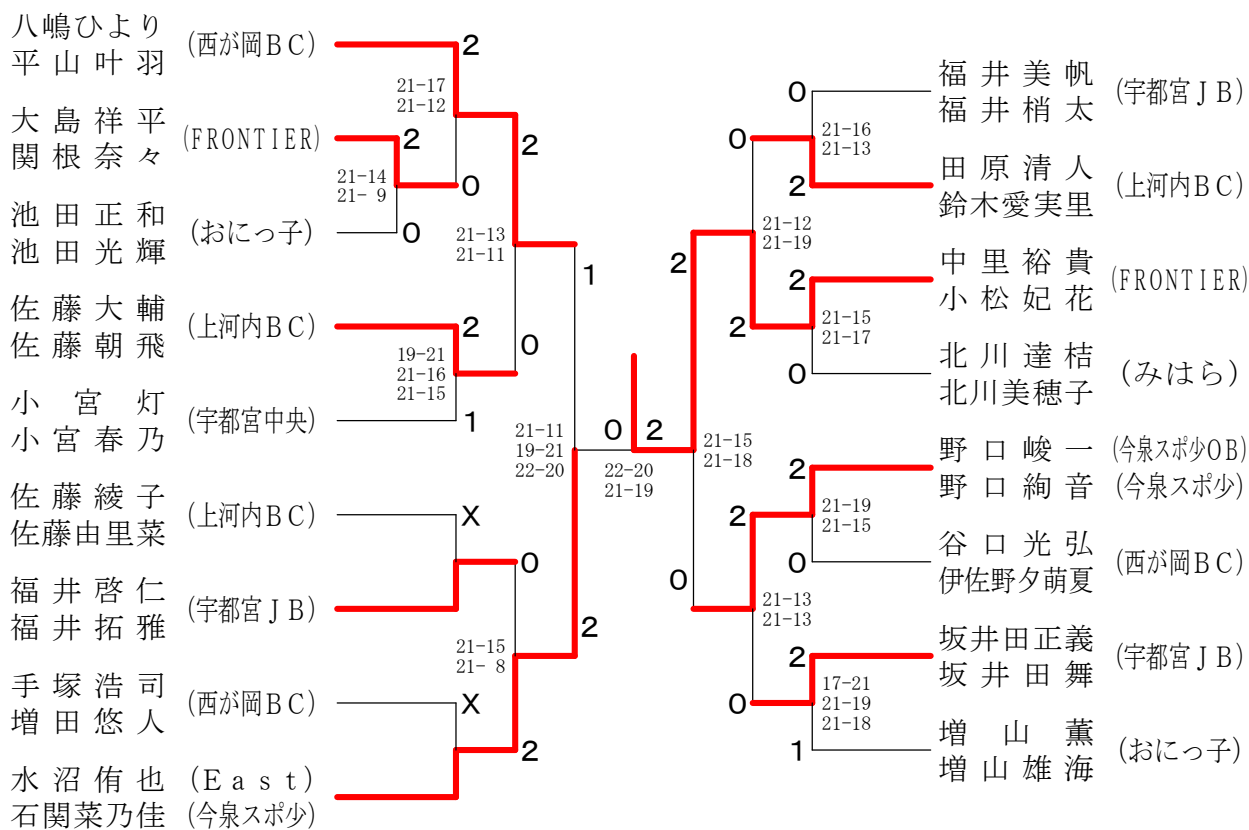 八嶋ひより
平山叶羽
(西が岡BC)
2
21-17
21-12
大島祥平
関根奈々
(FRONTIER)
2
21-14
21- 9
0
池田正和
池田光輝
(おにっ子)
0
2
21-13
21-11
佐藤大輔
佐藤朝飛
(上河内BC)
2
19-21
21-16
21-15
0
小宮灯
小宮春乃
(宇都宮中央)
1
1
21-11
19-21
22-20
佐藤綾子
佐藤由里菜
(上河内BC)
X
福井啓仁
福井拓雅
(宇都宮JB)
0
21-15
21- 8
2
手塚浩司
増田悠人
(西が岡BC)
X
2
水沼侑也
石関菜乃佳
(East)
(今泉スポ少)
0 2
22-20
21-19
福井美帆
福井梢太
(宇都宮JB)
0
21-16
21-13
0
田原清人
鈴木愛実里
(上河内BC)
2
21-12
21-19
2
中里裕貴
小松妃花
(FRONTIER)
2
21-15
21-17
2
北川達桔
北川美穂子
(みはら)
0
21-15
21-18
野口峻一
野口絢音
(今泉スポ少OB)
(今泉スポ少)
2
21-19
21-15
2
谷口光弘
伊佐野夕萌夏
(西が岡BC)
0
0
21-13
21-13
坂井田正義
坂井田舞
(宇都宮JB)
2
17-21
21-19
21-18
0
増山薫
増山雄海
(おにっ子)
1